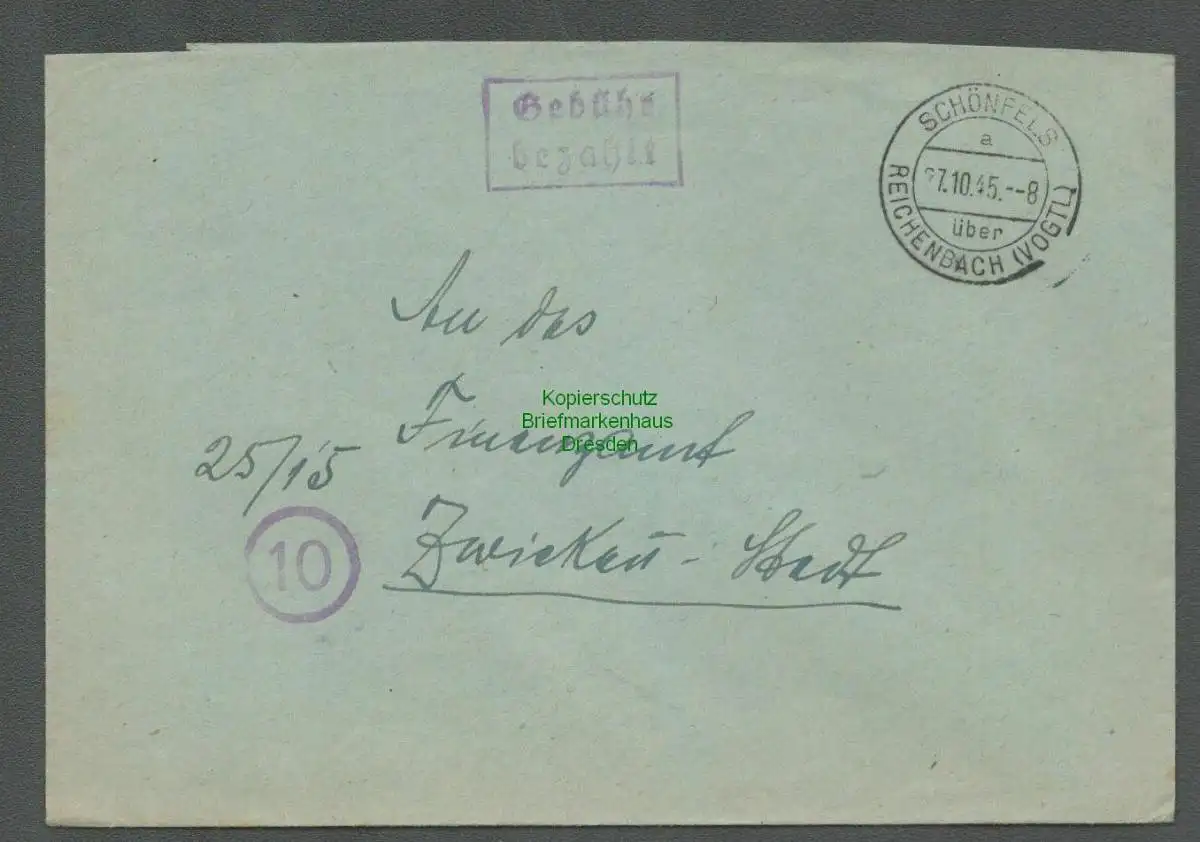 Gebühr
bezahlt
SCHÖNFELS
a
27.10.45.--8
über
REICHENBACH (VOGTL)
An das
Kopierschutz
Briefmarkenhaus
Dresden
Finanzamt
25/15
10
Zwickau - Stadt